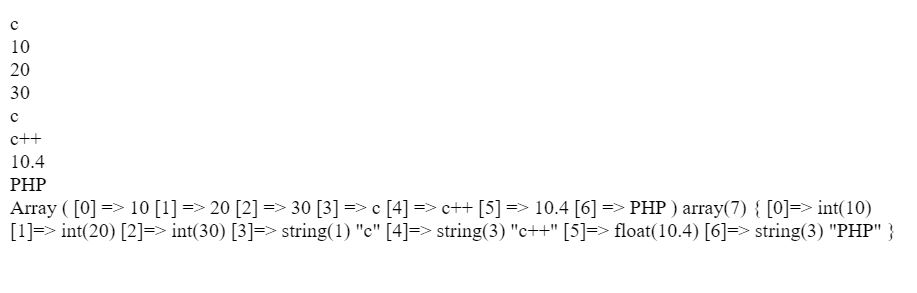 c
10
20
30
c
c++
10.4
PHP
Array ( [0] => 10 [1] => 20 [2] => 30 [3] => c [4] => c++ [5] => 10.4 [6] => PHP ) array(7) { [0]=> int(10)
[1]=> int(20) [2]=> int(30) [3]=> string(1) "c" [4]=> string(3) "c++" [5]=> float(10.4) [6]=> string(3) "PHP" }